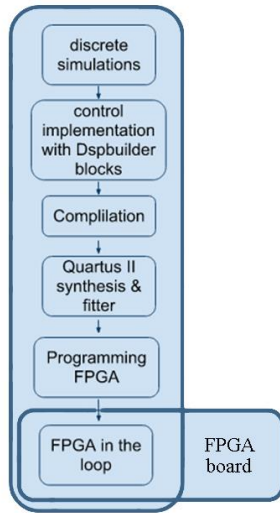 discrete
simulations
control
implementation
with Dspbuilder
blocks
Complilation
Quartus II
synthesis &
fitter
Programming
FPGA
FPGA in the
loop
FPGA
board